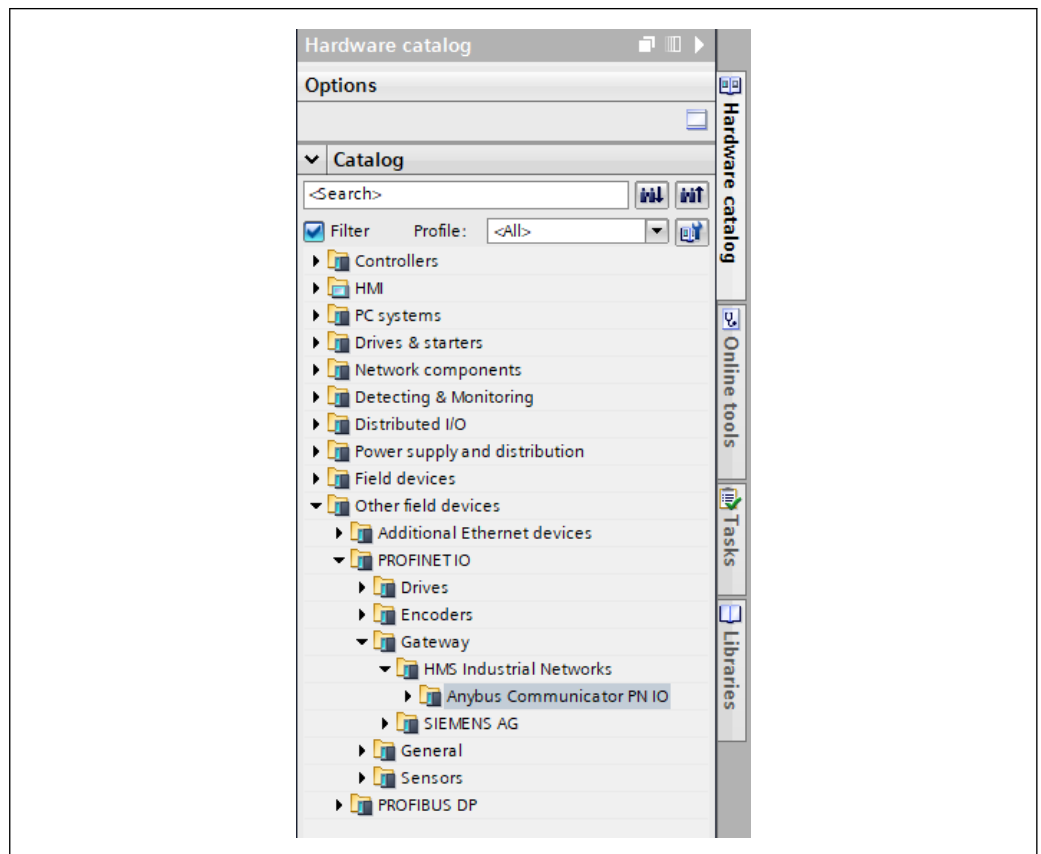 Hardware catalog
Options
Catalog
<Search>
Filter Profile: <All>
Controllers
HMI
PC systems
Drives & starters
Network components
Detecting & Monitoring
Distributed I/O
Power supply and distribution
Field devices
Other field devices
Additional Ethernet devices
PROFINET IO
Drives
Encoders
Gateway
HMS Industrial Networks
Anybus Communicator PN IO
SIEMENS AG
General
Sensors
PROFIBUS DP
Hardware catalog
Online tools
Tasks
Libraries